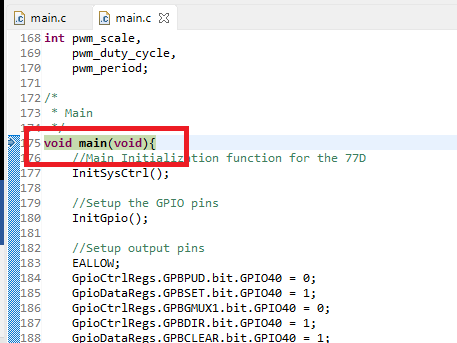 main.c
main.c
168 int pwm_scale,
169 pwm_duty_cycle,
170 pwm_period;
171
172 /*
173 * Main
174 */
175 void main(void){
176 //Main Initialization function for the 77D
177 InitSysCtrl();
178
179 //Setup the GPIO pins
180 InitGpio();
181
182 //Setup output pins
183 EALLOW;
184 GpioCtrlRegs.GPBPUD.bit.GPIO40 = 0;
185 GpioDataRegs.GPBSET.bit.GPIO40 = 1;
186 GpioCtrlRegs.GPBGMUX1.bit.GPIO40 = 0;
187 GpioCtrlRegs.GPBDIR.bit.GPIO40 = 1;
188 GpioDataRegs.GPBCLEAR.bit.GPIO40 = 1;